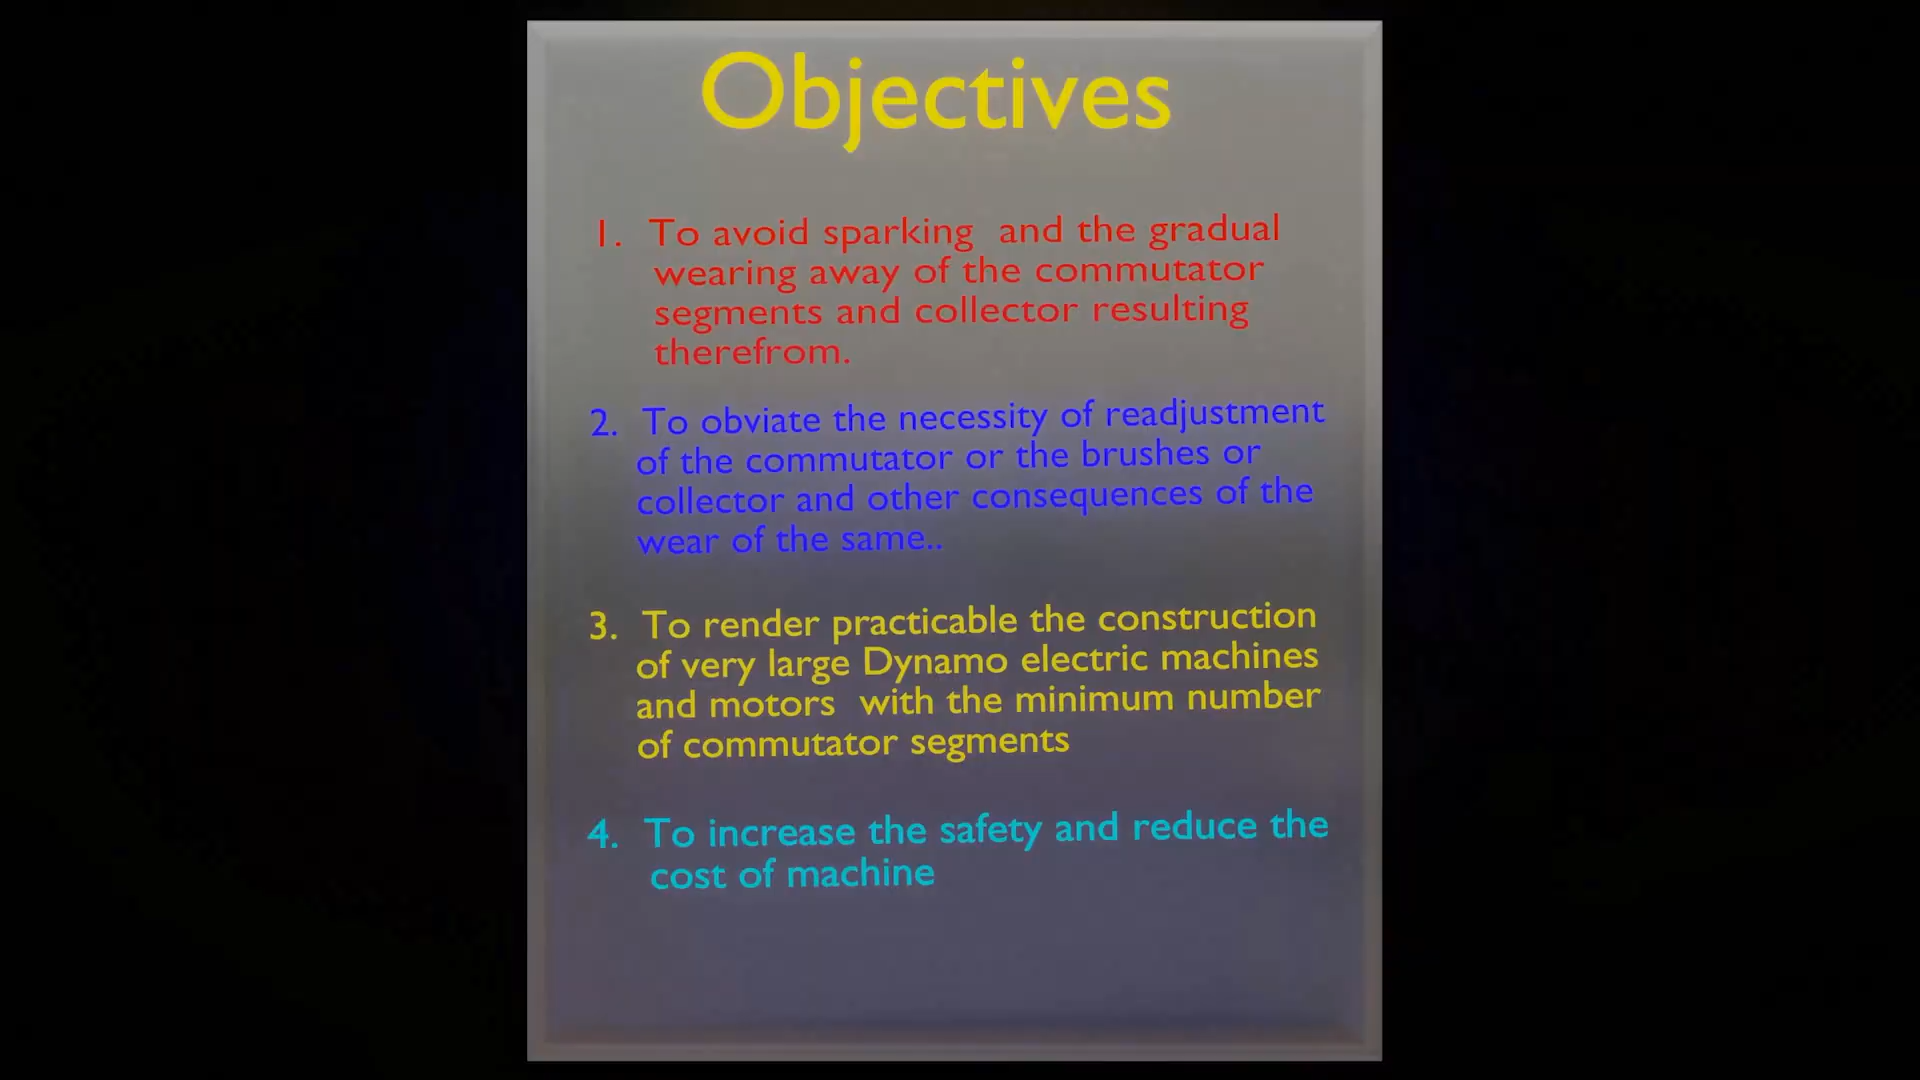 Objectives
1. To avoid sparking and the gradual
wearing away of the commutator
segments and collector resulting
therefrom.
2. To obviate the necessity of readjustment
of the commutator or the brushes or
collector and other consequences of the
wear of the same..
3. To render practicable the construction
of very large Dynamo electric machines
and motors with the minimum number
of commutator segments
4. To increase the safety and reduce the
cost of machine